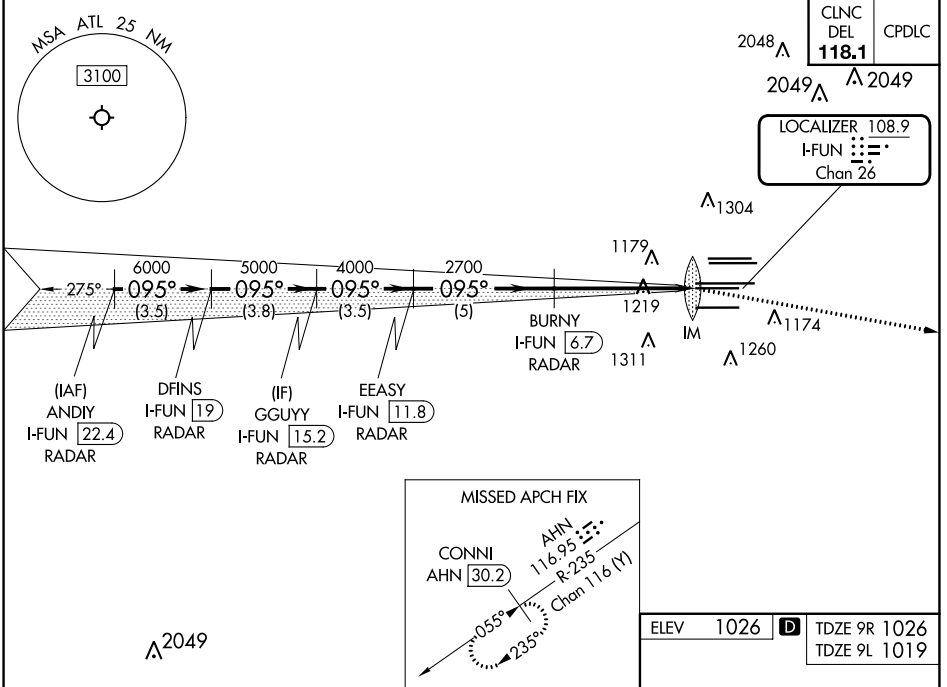 MSA ATL 25 NM
3100
CLNC
DEL
118.1
CPDLC
2048
2049
2049
LOCALIZER 108.9
I-FUN
Chan 26
1304
1179
1219
1311
IM
1174
1260
275°
6000
095°
(3.5)
5000
095°
(3.8)
4000
095°
(3.5)
2700
095°
(5)
BURNY
I-FUN 6.7
RADAR
(IAF)
ANDIY
I-FUN 22.4
RADAR
DFINS
I-FUN 19
RADAR
(IF)
GGUYY
I-FUN 15.2
RADAR
EEASY
I-FUN 11.8
RADAR
MISSED APCH FIX
CONNI
AHN 30.2
AHN
116.95
R-235
Chan 116 (Y)
055°
235°
2049
ELEV 1026
D
TDZE 9R 1026
TDZE 9L 1019